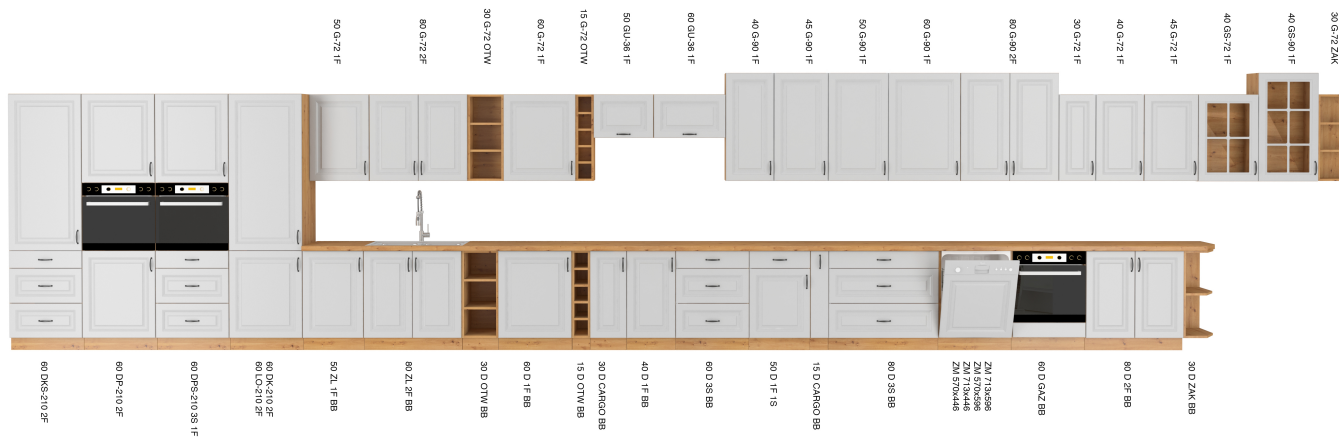 50 G-72 1F
80 G-72 2F
30 G-72 OTW
60 G-72 1F
15 G-72 OTW
50 GU-36 1F
60 GU-36 1F
40 G-90 1F
45 G-90 1F
50 G-90 1F
60 G-90 1F
80 G-90 2F
30 G-72 1F
40 G-72 1F
45 G-72 1F
40 GS-72 1F
40 GS-90 1F
30 G-72 ZAK
60 DKS-210 2F
60 DP-210 2F
60 DPS-210 3S 1F
60 DK-210 2F
60 LO-210 2F
50 ZL 1F BB
80 ZL 2F BB
30 D OTW BB
60 D 1F BB
15 D OTW BB
30 D CARGO BB
40 D 1F BB
60 D 3S BB
50 D 1F 1S
15 D CARGO BB
80 D 3S BB
ZM 713x596
ZM 570x596
ZM 713x446
ZM 570x446
60 D GAZ BB
80 D 2F BB
30 D ZAK BB